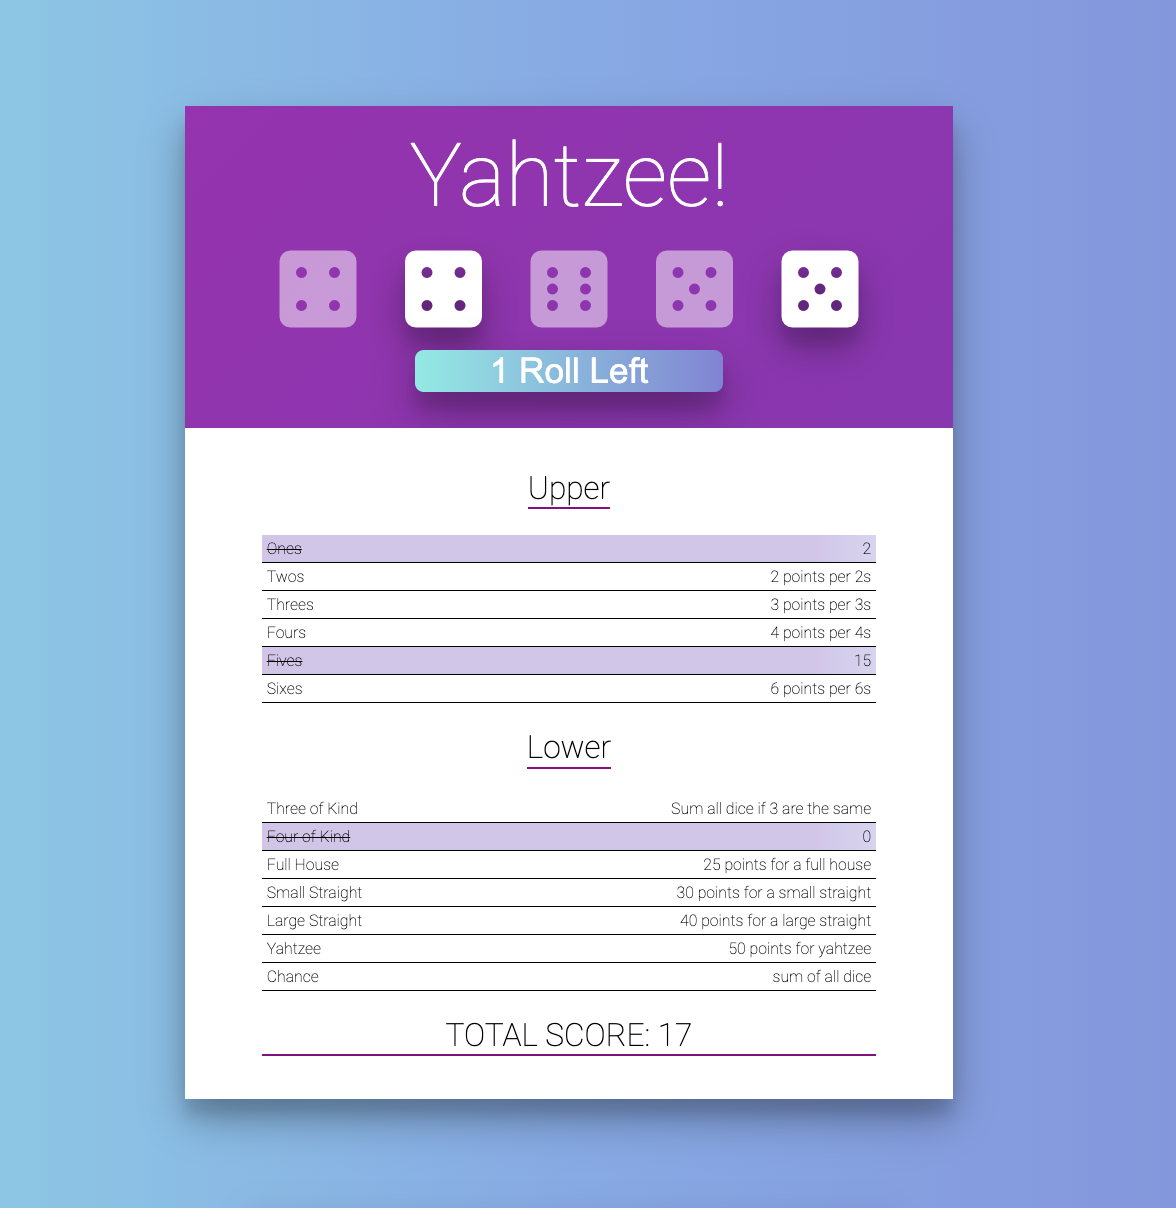 Yahtzee!
1 Roll Left
Upper
Ones 2
Twos 2 points per 2s
Threes 3 points per 3s
Fours 4 points per 4s
Fives 15
Sixes 6 points per 6s
Lower
Three of Kind Sum all dice if 3 are the same
Four of Kind 0
Full House 25 points for a full house
Small Straight 30 points for a small straight
Large Straight 40 points for a large straight
Yahtzee 50 points for yahtzee
Chance sum of all dice
TOTAL SCORE: 17